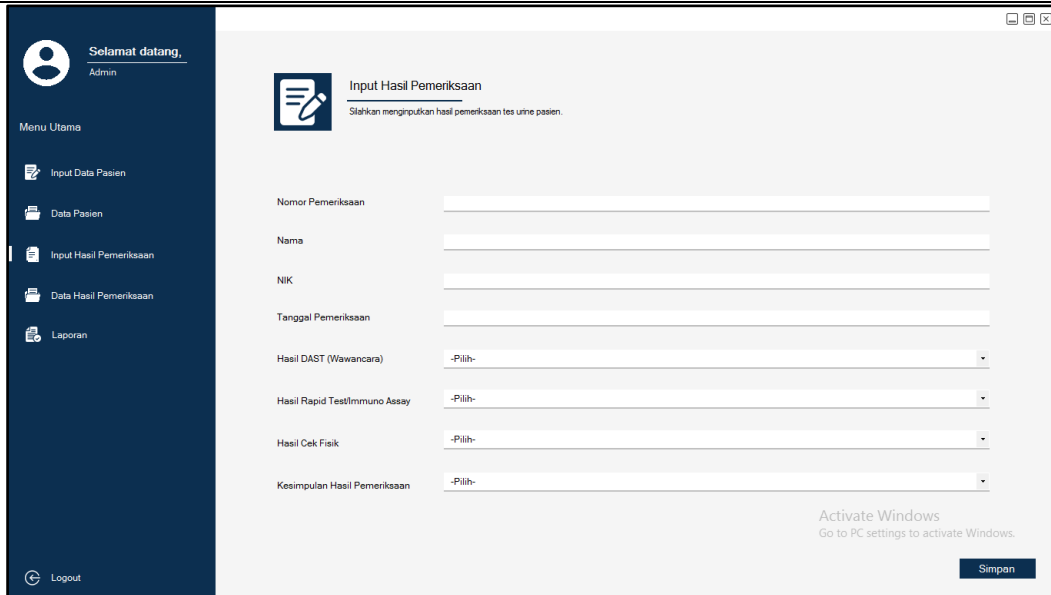 Selamat datang,
Admin
Menu Utama
Input Data Pasien
Data Pasien
Input Hasil Pemeriksaan
Data Hasil Pemeriksaan
Laporan
Logout
Input Hasil Pemeriksaan
Silahkan menginputkan hasil pemeriksaan tes urine pasien.
Nomor Pemeriksaan
Nama
NIK
Tanggal Pemeriksaan
Hasil DAST (Wawancara) -Pilih-
Hasil Rapid Test/Immuno Assay -Pilih-
Hasil Cek Fisik -Pilih-
Kesimpulan Hasil Pemeriksaan -Pilih-
Activate Windows
Go to PC settings to activate Windows.
Simpan